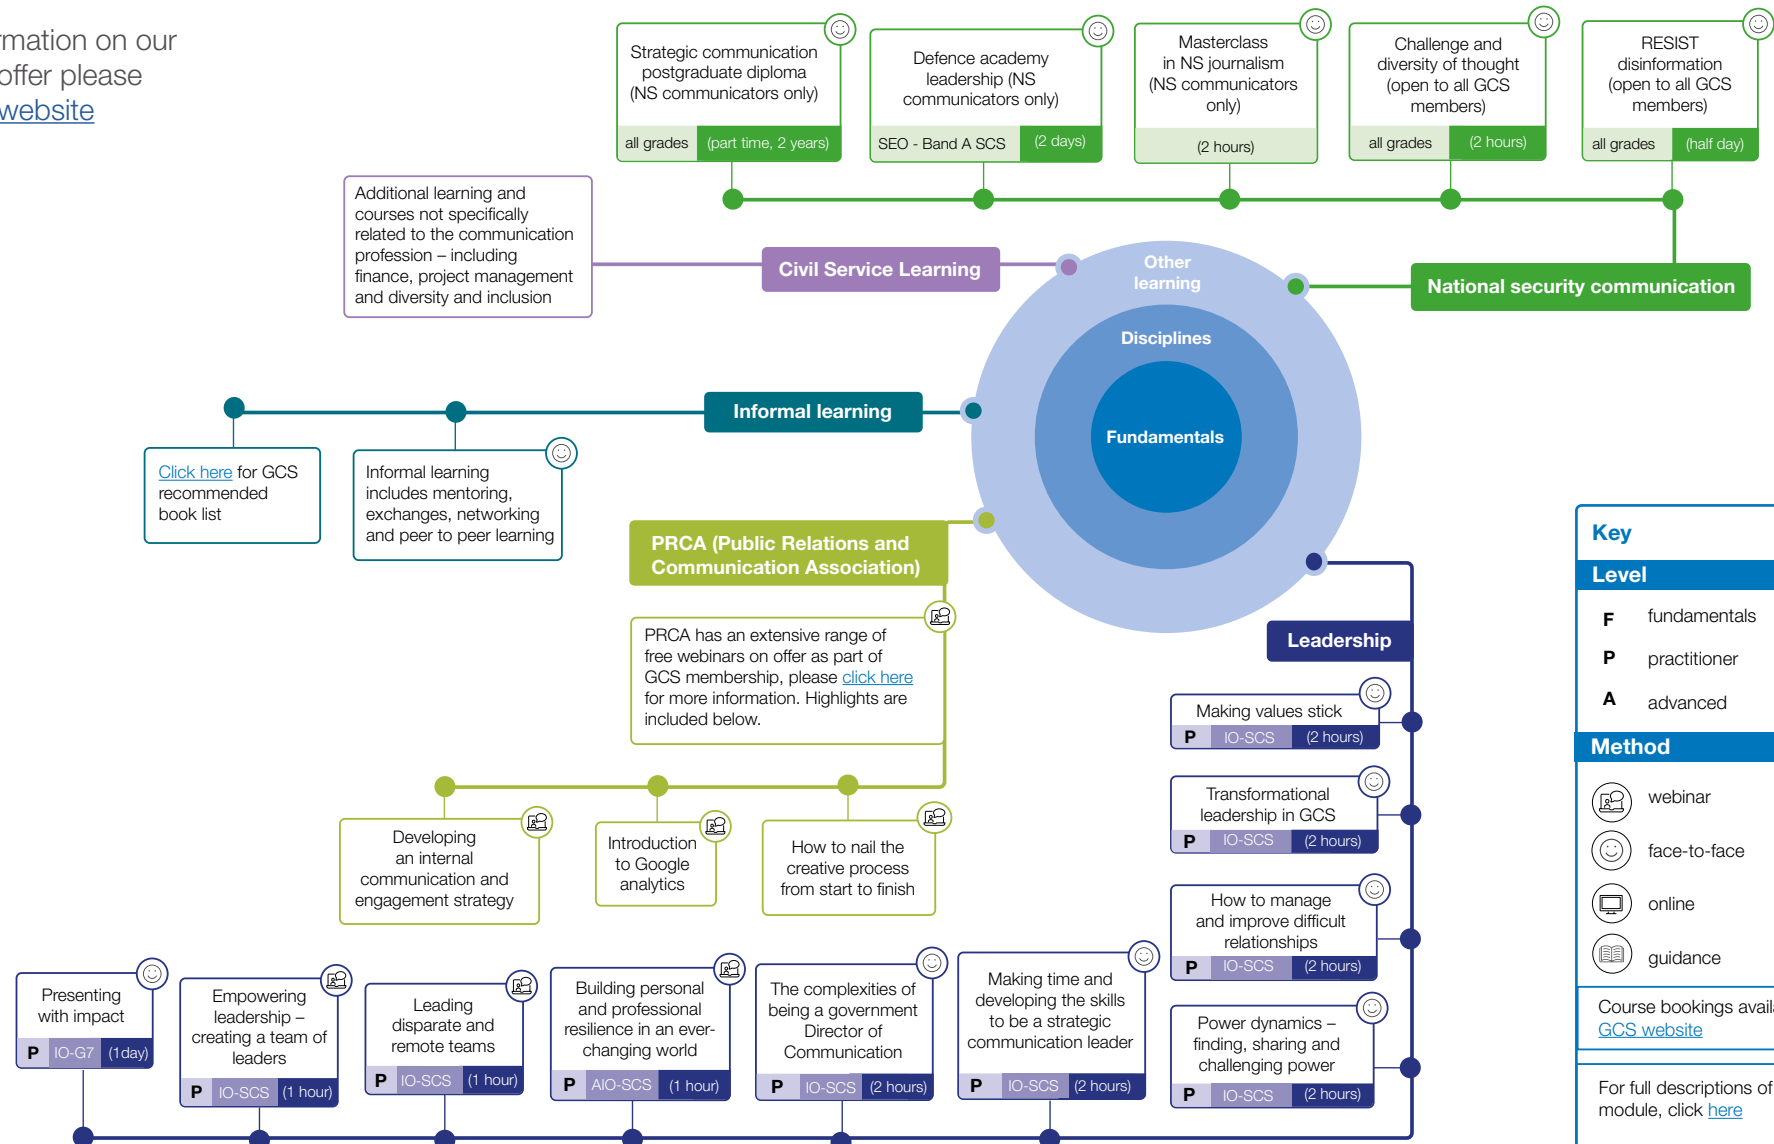 rmation on our
offer please
website
Strategic communication
postgraduate diploma
(NS communicators only)
all grades (part time, 2 years)
Defence academy
leadership (NS
communicators only)
SEO - Band A SCS (2 days)
Masterclass
in NS journalism
(NS communicators
only)
(2 hours)
Challenge and
diversity of thought
(open to all GCS
members)
all grades (2 hours)
RESIST
disinformation
(open to all GCS
members)
all grades (half day)
Additional learning and
courses not specifically
related to the communication
profession – including
finance, project management
and diversity and inclusion
Civil Service Learning
Other
learning
Disciplines
Fundamentals
National security communication
Informal learning
Click here for GCS
recommended
book list
Informal learning
includes mentoring,
exchanges, networking
and peer to peer learning
PRCA (Public Relations and
Communication Association)
PRCA has an extensive range of
free webinars on offer as part of
GCS membership, please click here
for more information. Highlights are
included below.
Developing
an internal
communication and
engagement strategy
Introduction
to Google
analytics
How to nail the
creative process
from start to finish
Leadership
Making values stick
P IO-SCS (2 hours)
Transformational
leadership in GCS
P IO-SCS (2 hours)
How to manage
and improve difficult
relationships
P IO-SCS (2 hours)
Power dynamics –
finding, sharing and
challenging power
P IO-SCS (2 hours)
Presenting
with impact
P IO-G7 (1day)
Empowering
leadership –
creating a team of
leaders
P IO-SCS (1 hour)
Leading
disparate and
remote teams
P IO-SCS (1 hour)
Building personal
and professional
resilience in an ever-
changing world
P AIO-SCS (1 hour)
The complexities of
being a government
Director of
Communication
P IO-SCS (2 hours)
Making time and
developing the skills
to be a strategic
communication leader
P IO-SCS (2 hours)
Key
Level
F fundamentals
P practitioner
A advanced
Method
webinar
face-to-face
online
guidance
Course bookings availa
GCS website
For full descriptions of
module, click here